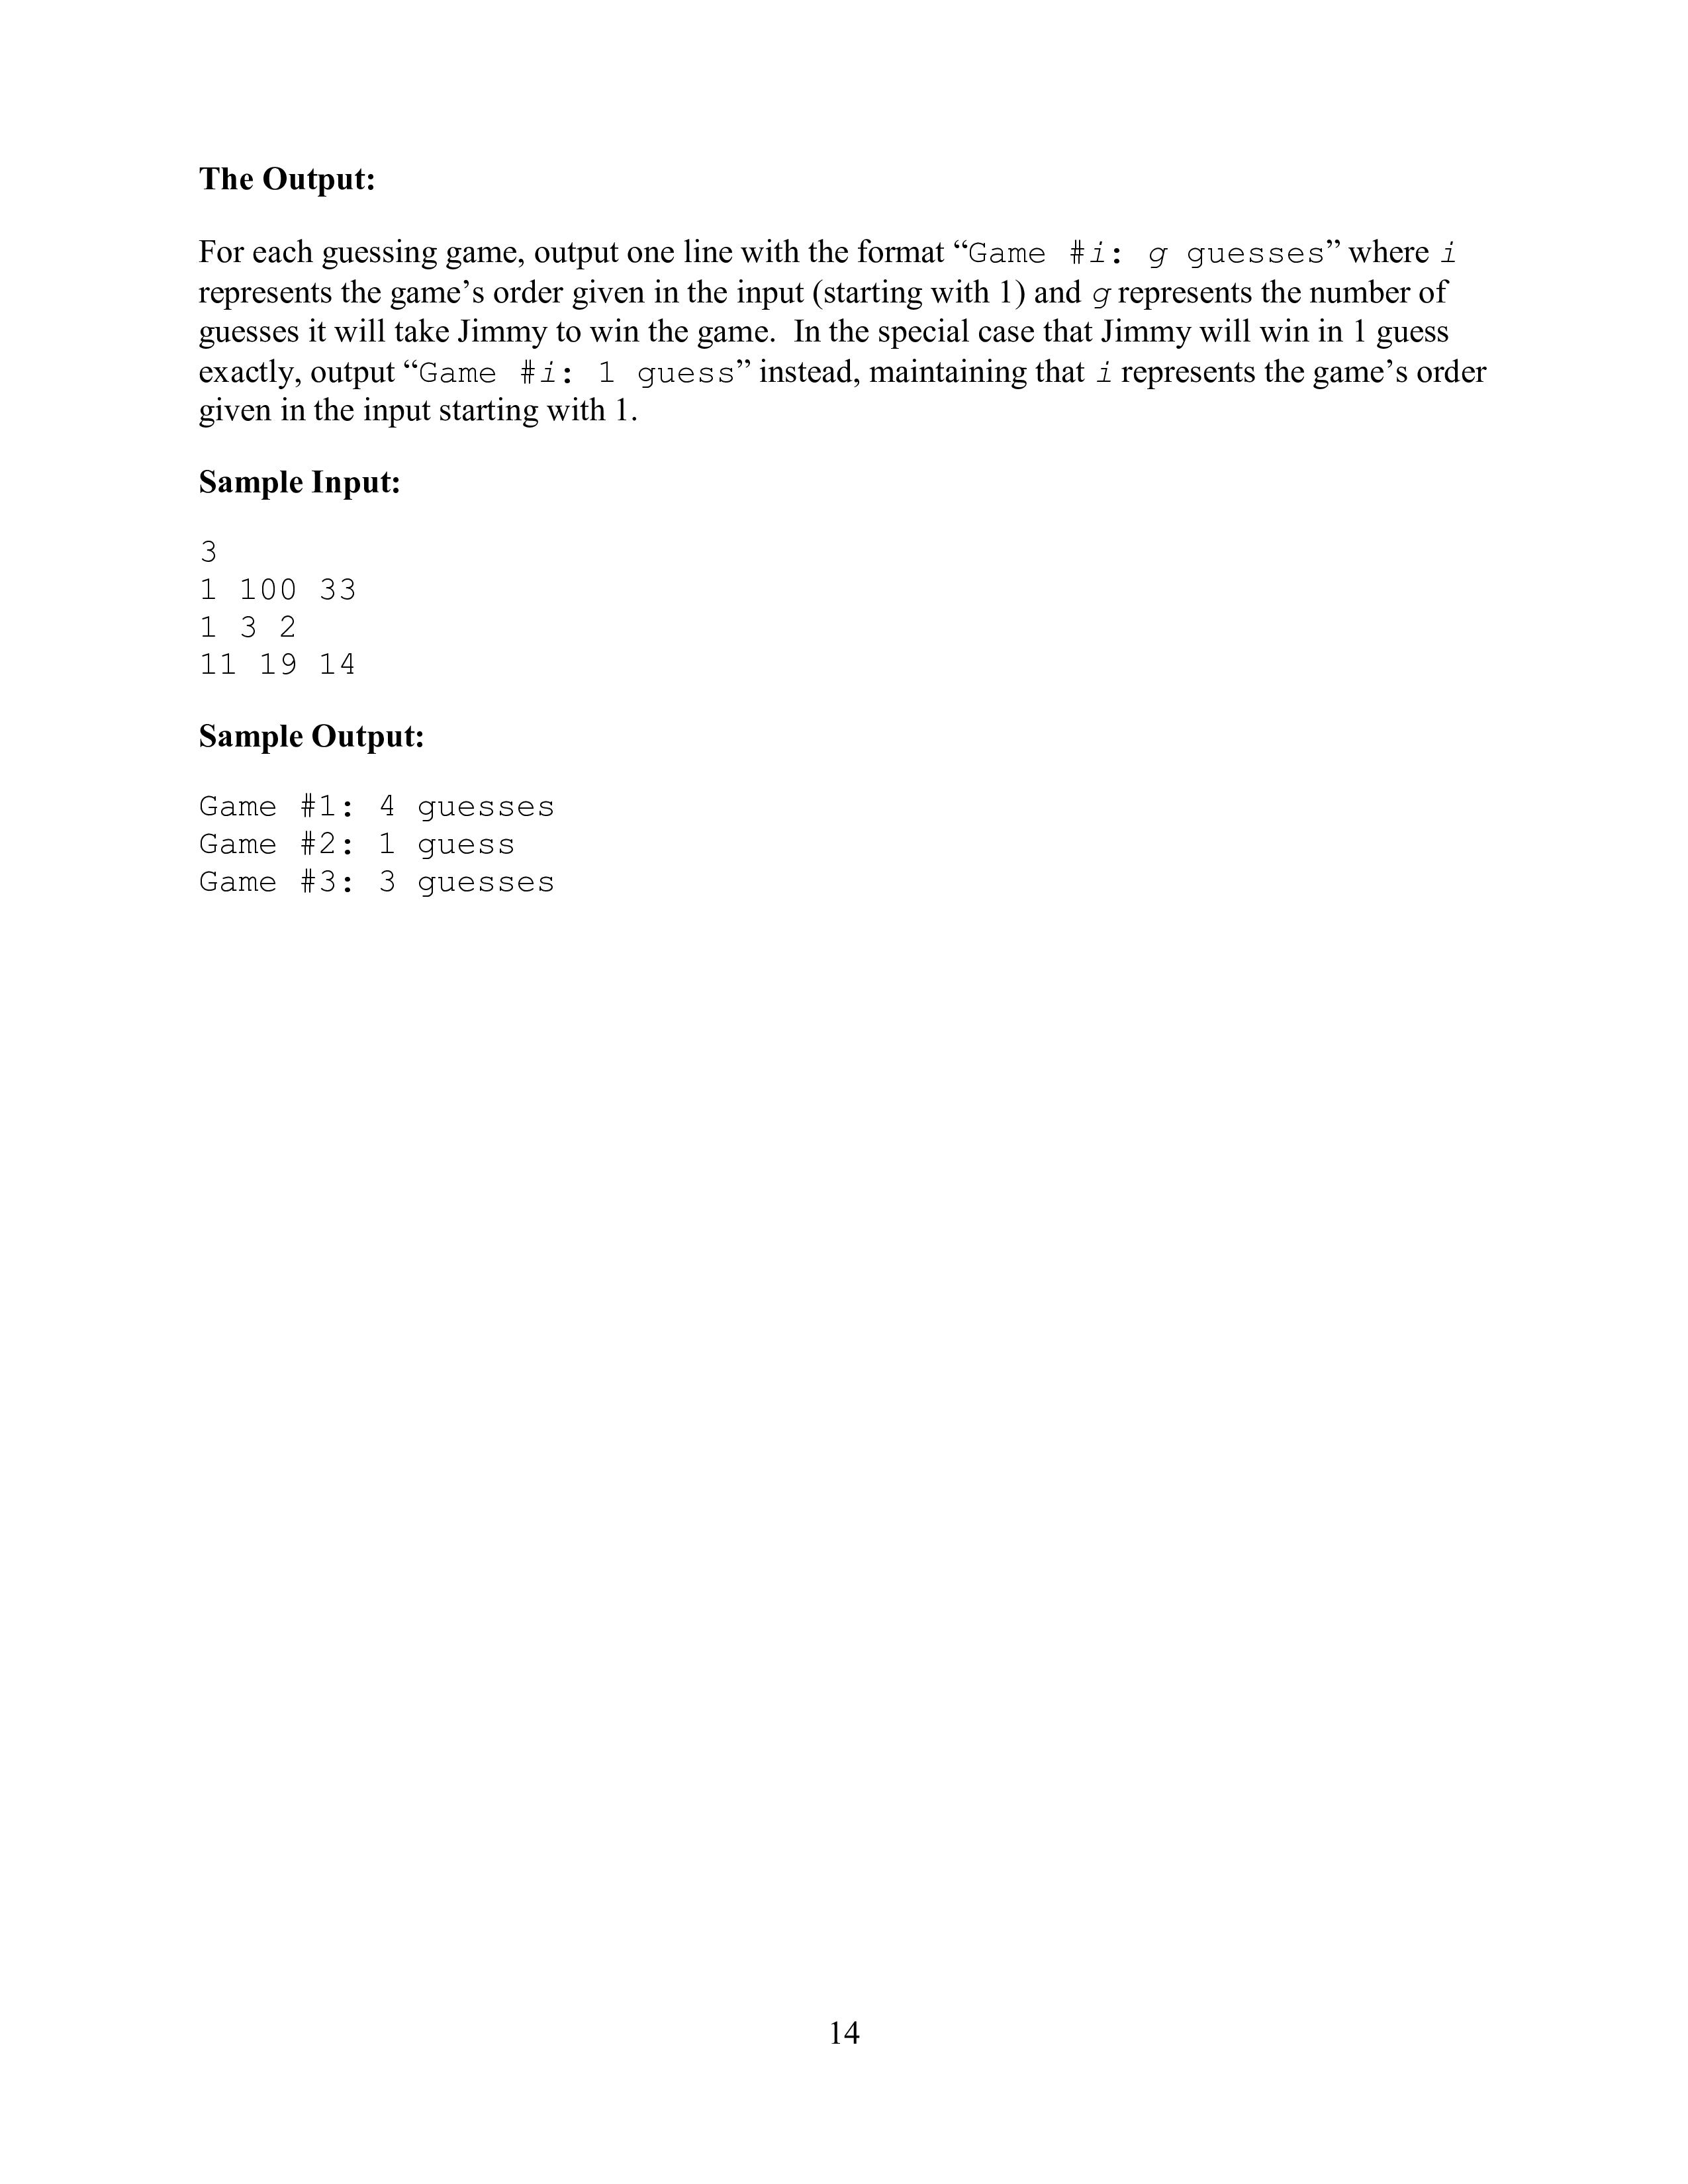 The Output:
For each guessing game, output one line with the format “Game #i: g guesses” where i
represents the game’s order given in the input (starting with 1) and g represents the number of
guesses it will take Jimmy to win the game.  In the special case that Jimmy will win in 1 guess
exactly, output “Game #i: 1 guess” instead, maintaining that i represents the game’s order
given in the input starting with 1.
Sample Input:
3
1 100 33
1 3 2
11 19 14
Sample Output:
Game #1: 4 guesses
Game #2: 1 guess
Game #3: 3 guesses
14